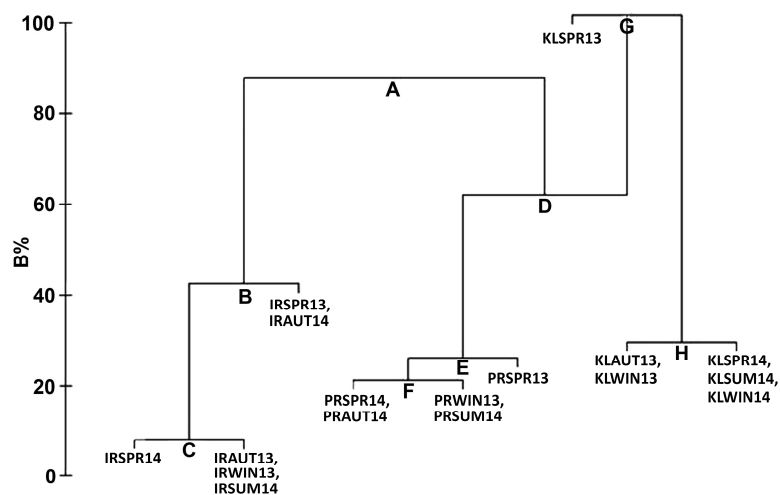 100
KLSPR13
G
80
A
60
D
B%
40
B
IRSPR13,
IRAUT14
KLAUT13,
KLWIN13
H
KLSPR14,
KLSUM14,
KLWIN14
20
E
PRSPR13
F
PRSPR14,
PRAUT14
PRWIN13,
PRSUM14
0
IRSPR14
C
IRAUT13,
IRWIN13,
IRSUM14